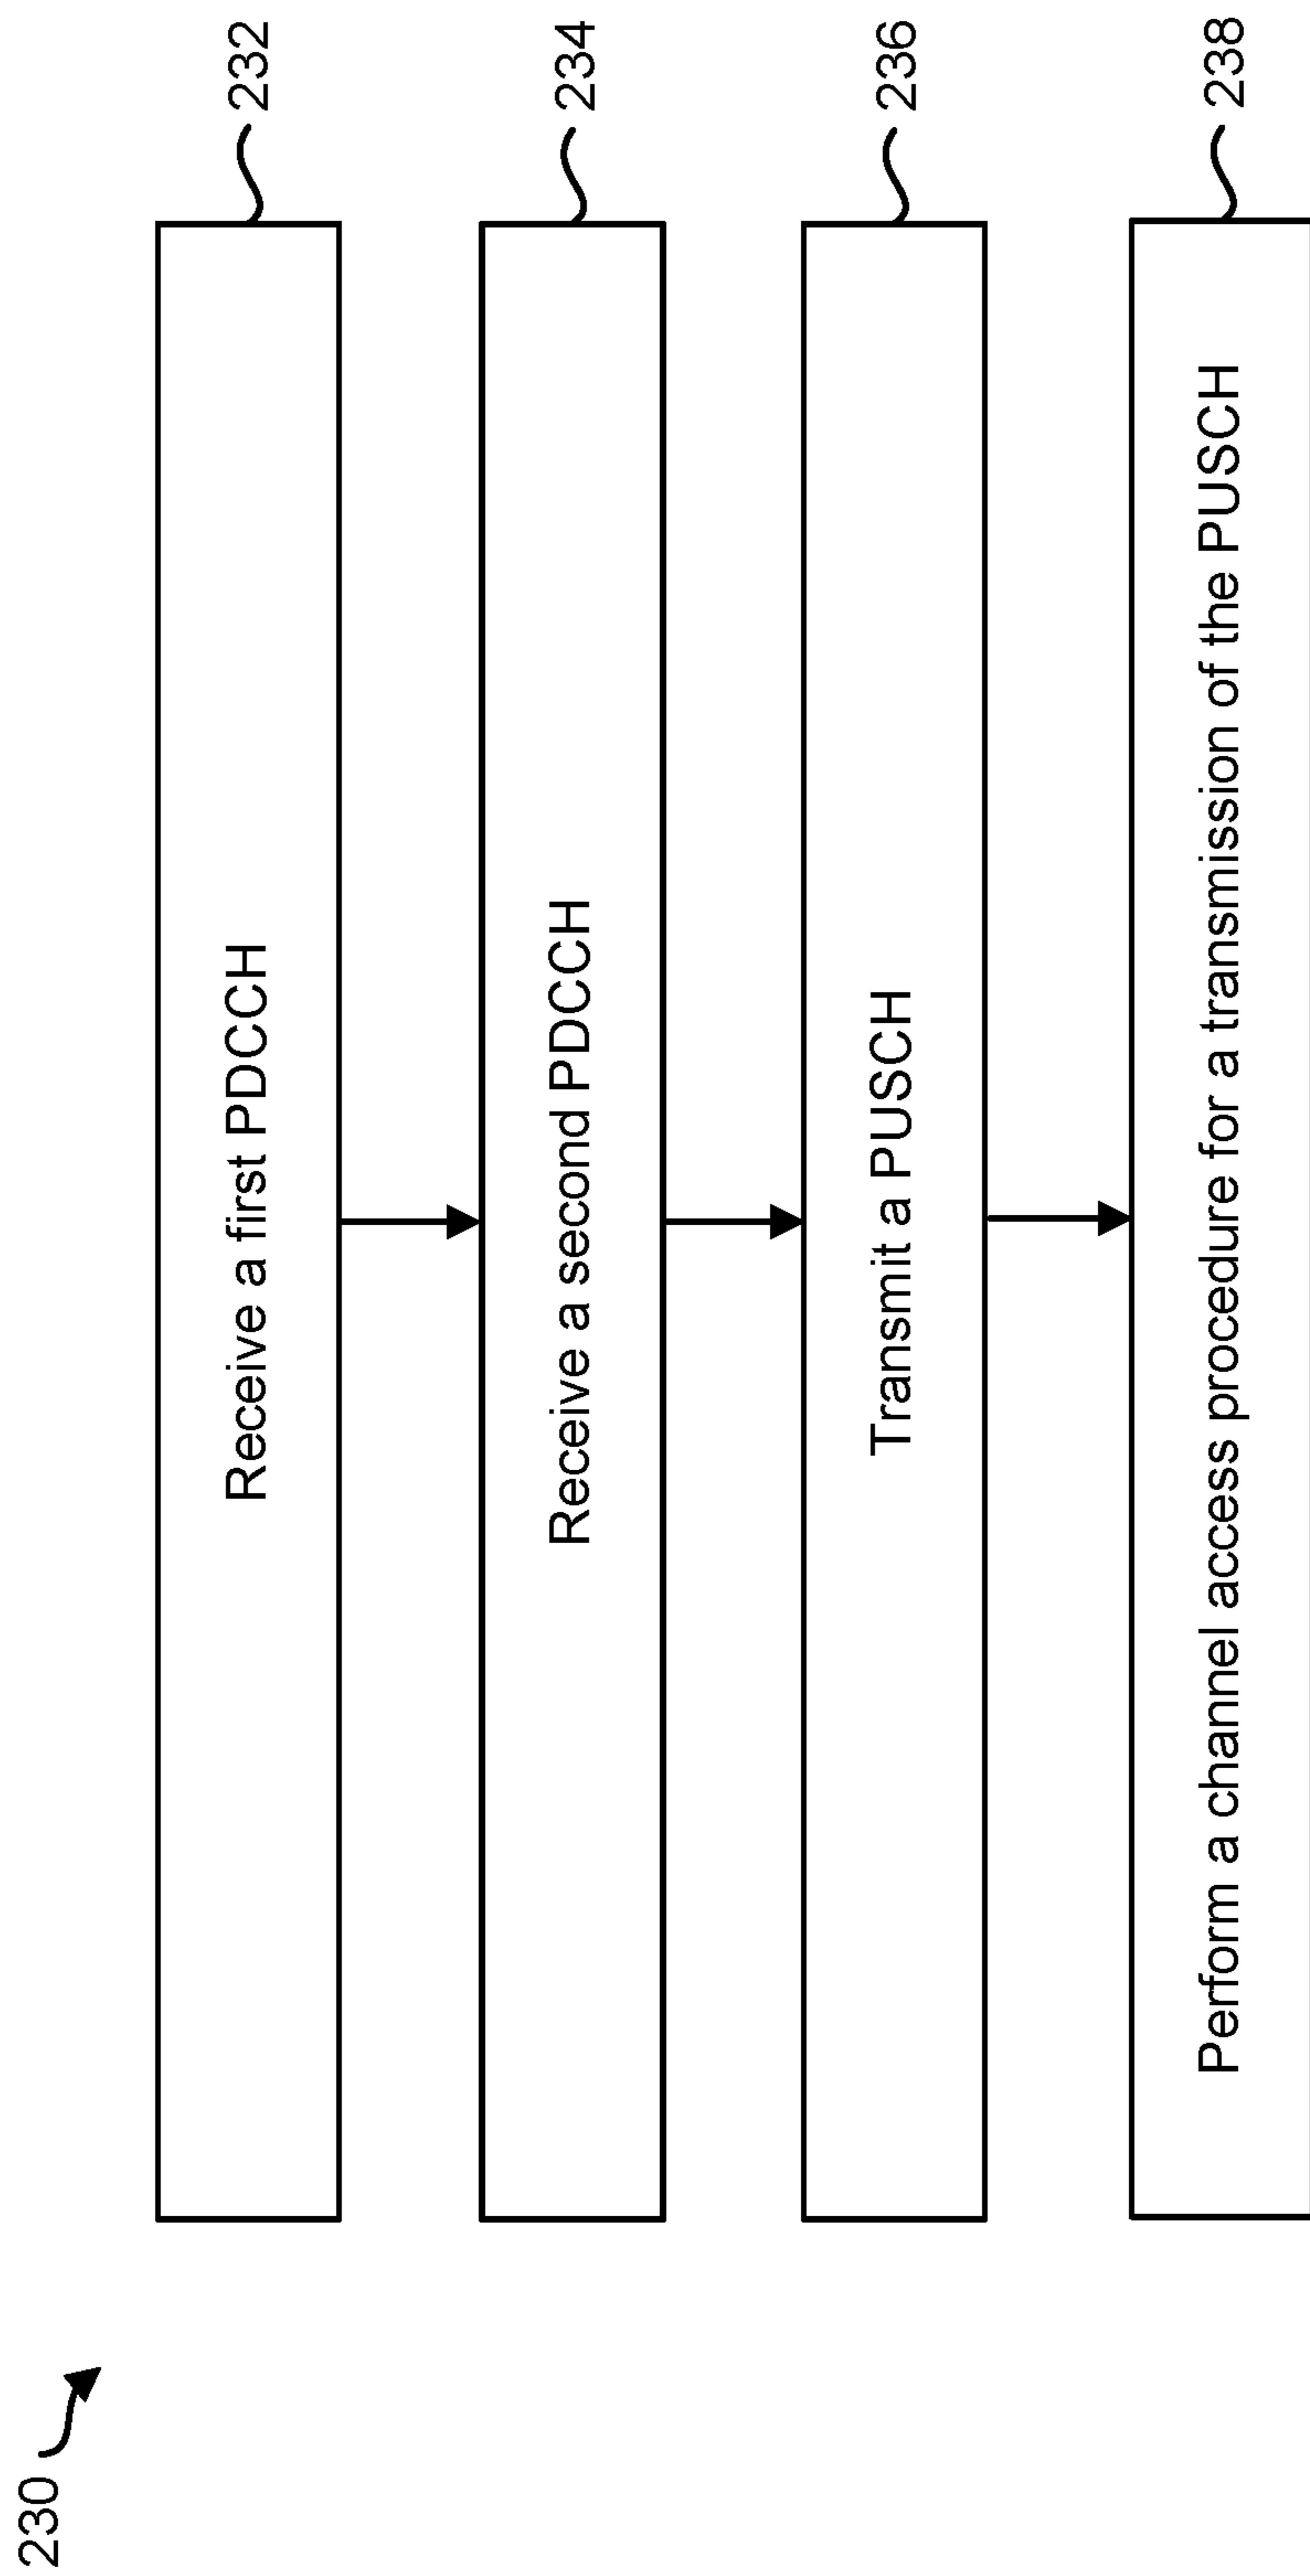 230
Receive a first PDCCH
232
Receive a second PDCCH
234
Transmit a PUSCH
236
Perform a channel access procedure for a transmission of the PUSCH
238